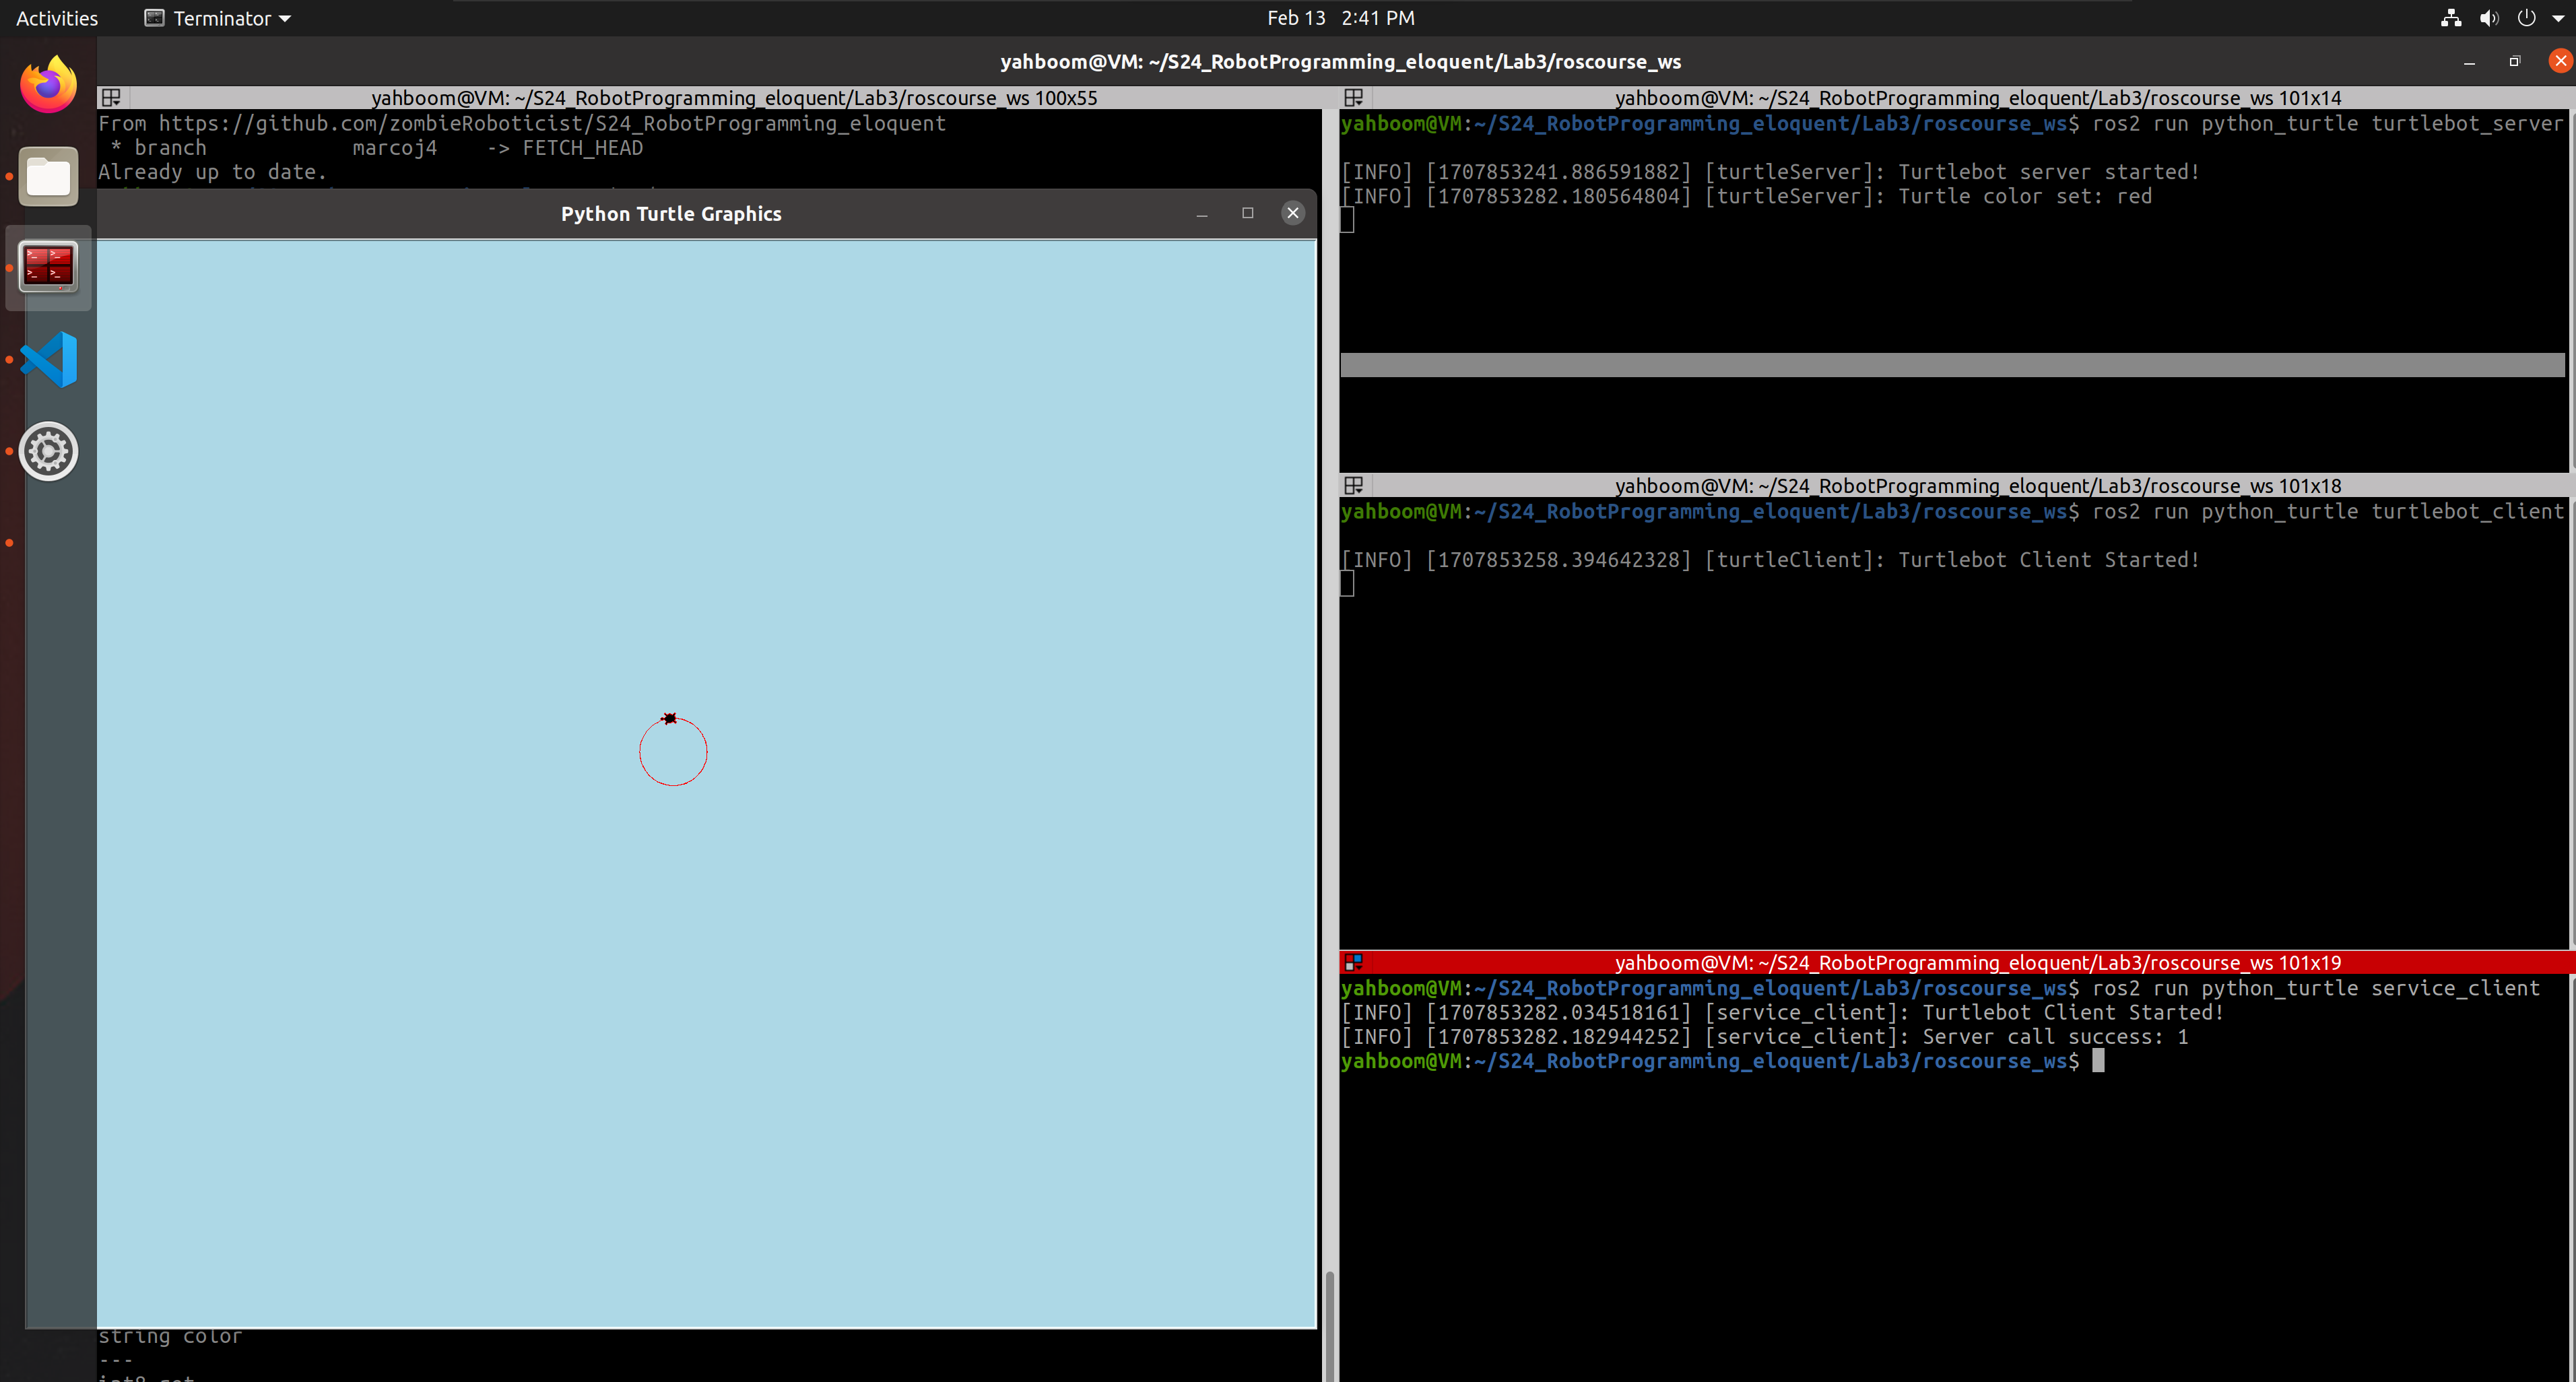 Activities
Terminator
Feb 13 2:41 PM
yahboom@VM: ~/S24_RobotProgramming_eloquent/Lab3/roscourse_ws
yahboom@VM: ~/S24_RobotProgramming_eloquent/Lab3/roscourse_ws 100x55
From https://github.com/zombieRoboticist/S24_RobotProgramming_eloquent
* branch marcoj4 -> FETCH_HEAD
Already up to date.
Python Turtle Graphics
string color
---
yahboom@VM: ~/S24_RobotProgramming_eloquent/Lab3/roscourse_ws 101x14
yahboom@VM:~/S24_RobotProgramming_eloquent/Lab3/roscourse_ws$ ros2 run python_turtle turtlebot_server
[INFO] [1707853241.886591882] [turtleServer]: Turtlebot server started!
[INFO] [1707853282.180564804] [turtleServer]: Turtle color set: red
yahboom@VM: ~/S24_RobotProgramming_eloquent/Lab3/roscourse_ws 101x18
yahboom@VM:~/S24_RobotProgramming_eloquent/Lab3/roscourse_ws$ ros2 run python_turtle turtlebot_client
[INFO] [1707853258.394642328] [turtleClient]: Turtlebot Client Started!
yahboom@VM: ~/S24_RobotProgramming_eloquent/Lab3/roscourse_ws 101x19
yahboom@VM:~/S24_RobotProgramming_eloquent/Lab3/roscourse_ws$ ros2 run python_turtle service_client
[INFO] [1707853282.034518161] [service_client]: Turtlebot Client Started!
[INFO] [1707853282.182944252] [service_client]: Server call success: 1
yahboom@VM:~/S24_RobotProgramming_eloquent/Lab3/roscourse_ws$